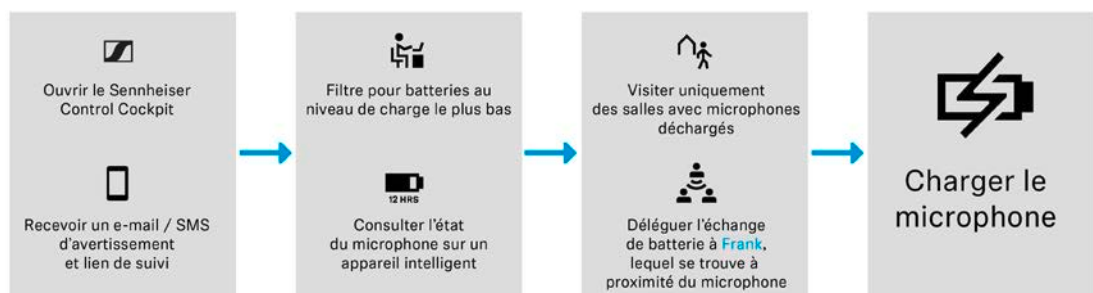 Ouvrir le Sennheiser
Control Cockpit
Recevoir un e-mail / SMS
d'avertissement
et lien de suivi
Filtre pour batteries au
niveau de charge le plus bas
12 HRS
Consulter l'état
du microphone sur un
appareil intelligent
Visiter uniquement
des salles avec microphones
déchargés
Déléguer l'échange
de batterie à Frank,
lequel se trouve à
proximité du microphone
Charger le
microphone